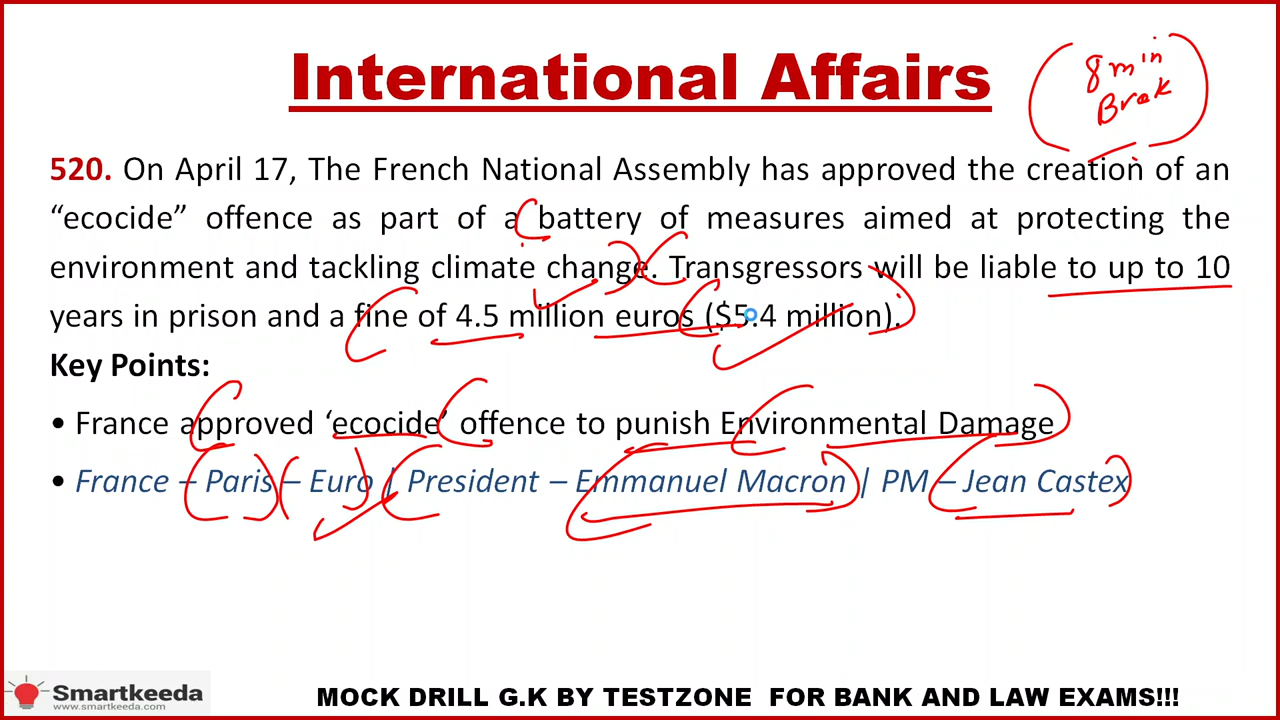 International Affairs
8 min
Brek
520. On April 17, The French National Assembly has approved the creation of an
“ecocide” offence as part of a battery of measures aimed at protecting the
environment and tackling climate change. Transgressors will be liable to up to 10
years in prison and a fine of 4.5 million euros ($5.4 million).
Key Points:
• France approved ‘ecocide’ offence to punish Environmental Damage
• France – Paris – Euro | President – Emmanuel Macron | PM – Jean Castex
Smartkeeda
www.smartkeeda.com
MOCK DRILL G.K BY TESTZONE FOR BANK AND LAW EXAMS!!!